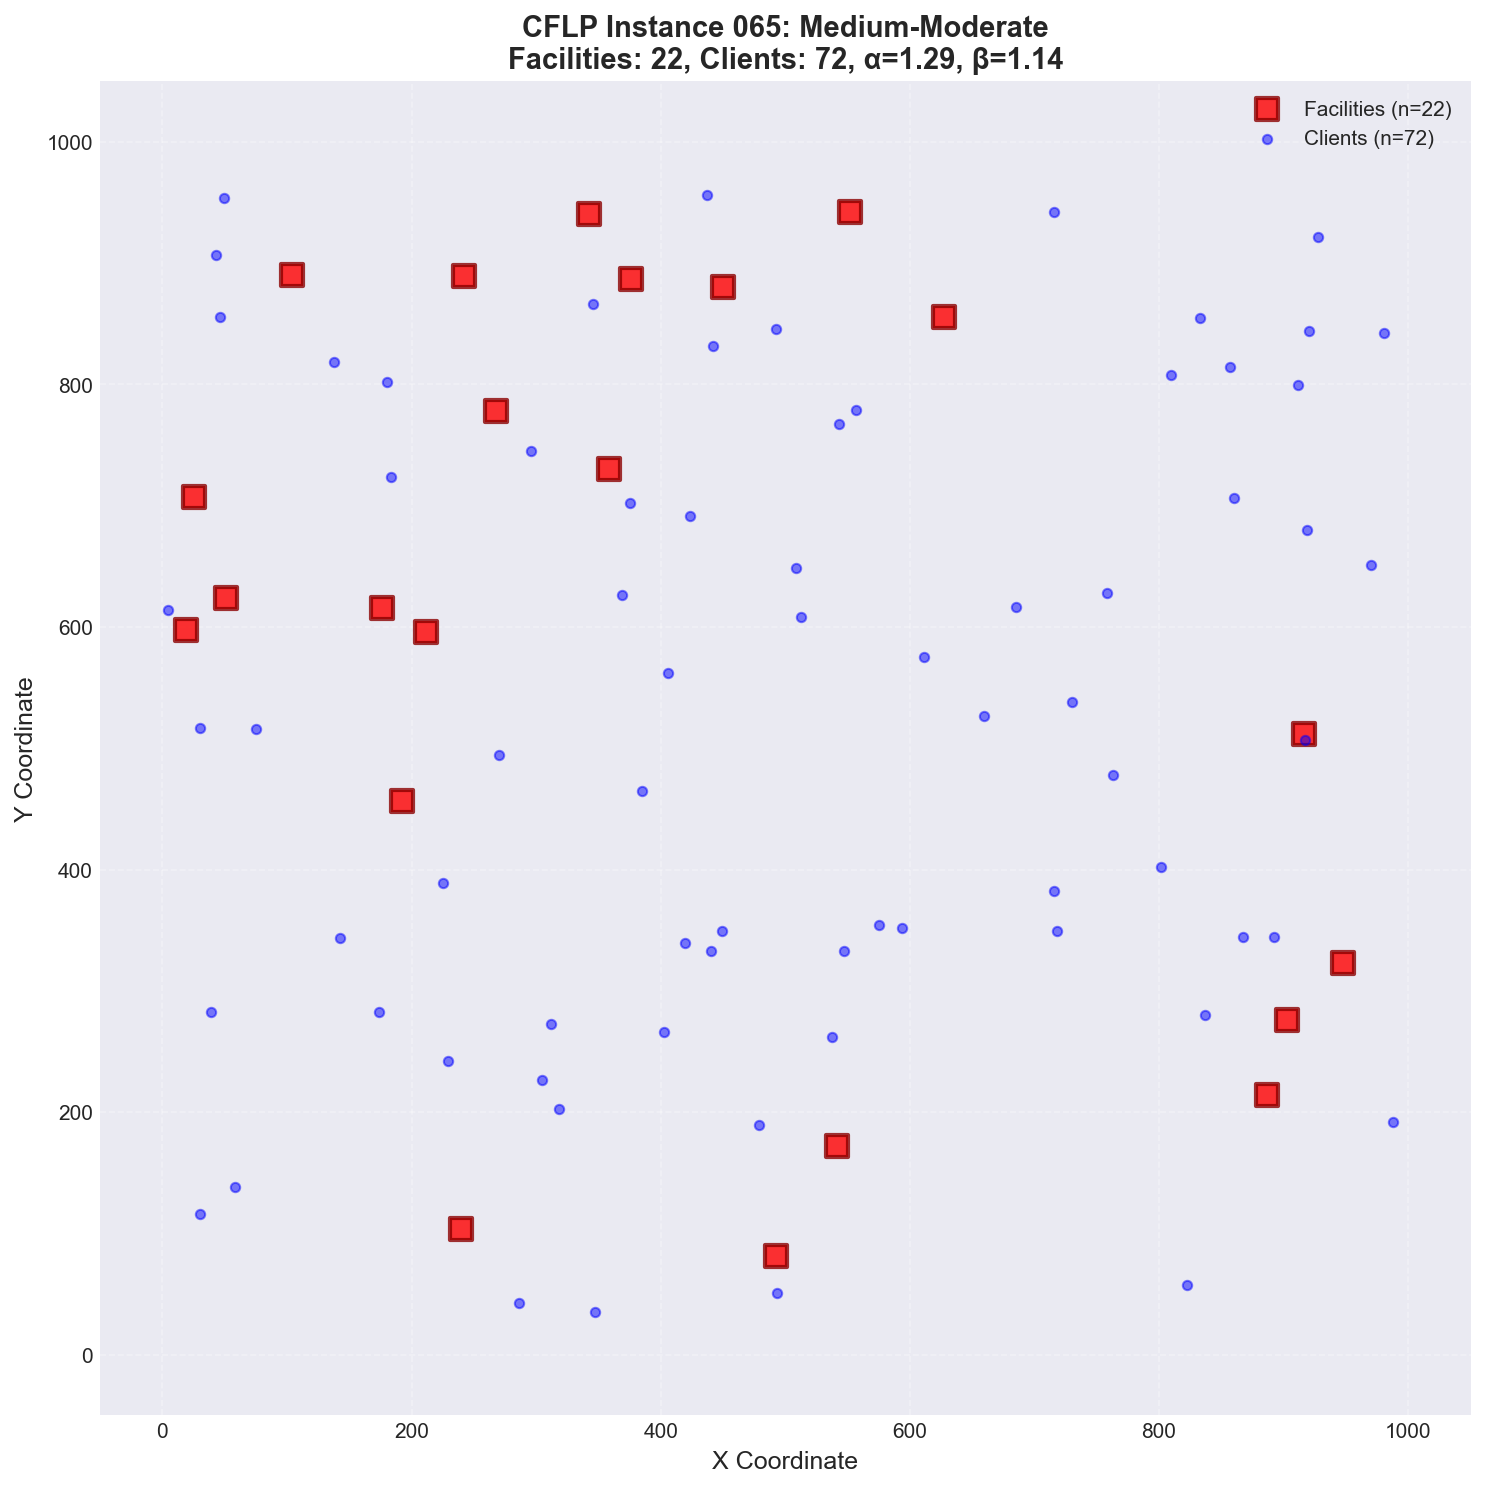 CFLP Instance 065: Medium-Moderate
Facilities: 22, Clients: 72, α=1.29, β=1.14
Facilities (n=22)
Clients (n=72)
1000
800
600
400
200
0
Y Coordinate
0 200 400 600 800 1000
X Coordinate